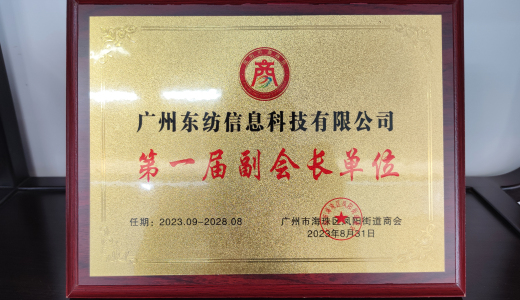 商
广州东纺信息科技有限公司
第一届副会长单位
任期：2023.09-2028.08
广州市海珠区凤阳街道商会
2023年8月31日